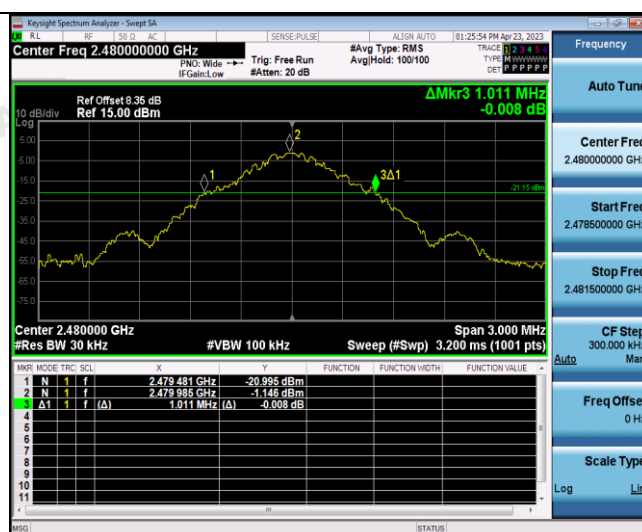 Keysight Spectrum Analyzer - Swept SA
RL RF 50 Ω AC SENSE:PULSE ALIGN AUTO 01:25:54 PM Apr 23, 2023
Center Freq 2.480000000 GHz
PNO: Wide
IFGain:Low
Trig: Free Run
#Atten: 20 dB
#Avg Type: RMS
Avg|Hold: 100/100
TRACE 1 2 3 4 5 6
TYPE M WWWWW
DET P P P P P P
Ref Offset 8.35 dB
Ref 15.00 dBm
10 dB/div
Log
ΔMkr3 1.011 MHz
-0.008 dB
5.00
-5.00
-15.0
-25.0
-35.0
-45.0
-55.0
-65.0
-75.0
1
2
3Δ1
-21.15 dBm
Center 2.480000 GHz
#Res BW 30 kHz
#VBW 100 kHz
Span 3.000 MHz
Sweep (#Swp) 3.200 ms (1001 pts)
MKR MODE TRC SCL X Y FUNCTION FUNCTION WIDTH FUNCTION VALUE
1 N 1 f 2.479 481 GHz -20.995 dBm
2 N 1 f 2.479 985 GHz -1.146 dBm
3 Δ1 1 f (Δ) 1.011 MHz (Δ) -0.008 dB
4
5
6
7
8
9
10
11
MSG STATUS
Frequency
Auto Tune
Center Freq
2.480000000 GHz
Start Freq
2.478500000 GHz
Stop Freq
2.481500000 GHz
CF Step
300.000 kHz
Auto Man
Freq Offset
0 Hz
Scale Type
Log Lin